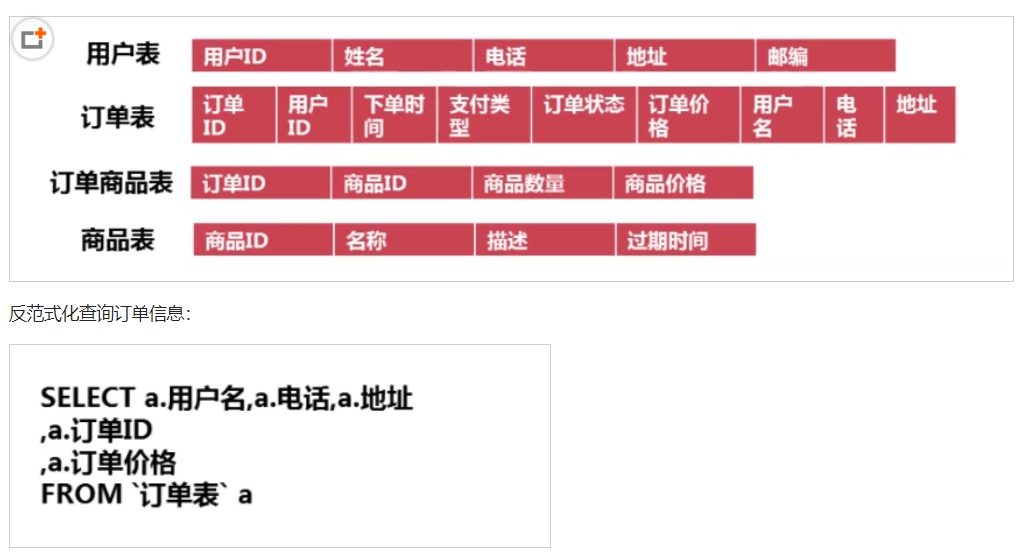 用户表 用户ID 姓名 电话 地址 邮编
订单表 订单ID 用户ID 下单时间 支付类型 订单状态 订单价格 用户名 电话 地址
订单商品表 订单ID 商品ID 商品数量 商品价格
商品表 商品ID 名称 描述 过期时间
反范式化查询订单信息：
SELECT a.用户名,a.电话,a.地址
,a.订单ID
,a.订单价格
FROM `订单表` a